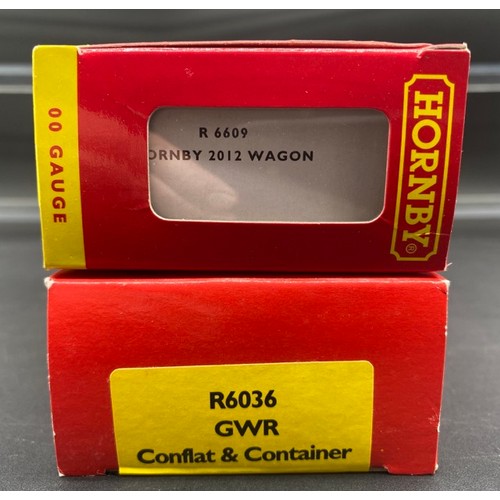 00 GAUGE
R 6609
ORNBY 2012 WAGON
HORNBY®
R6036
GWR
Conflat & Container